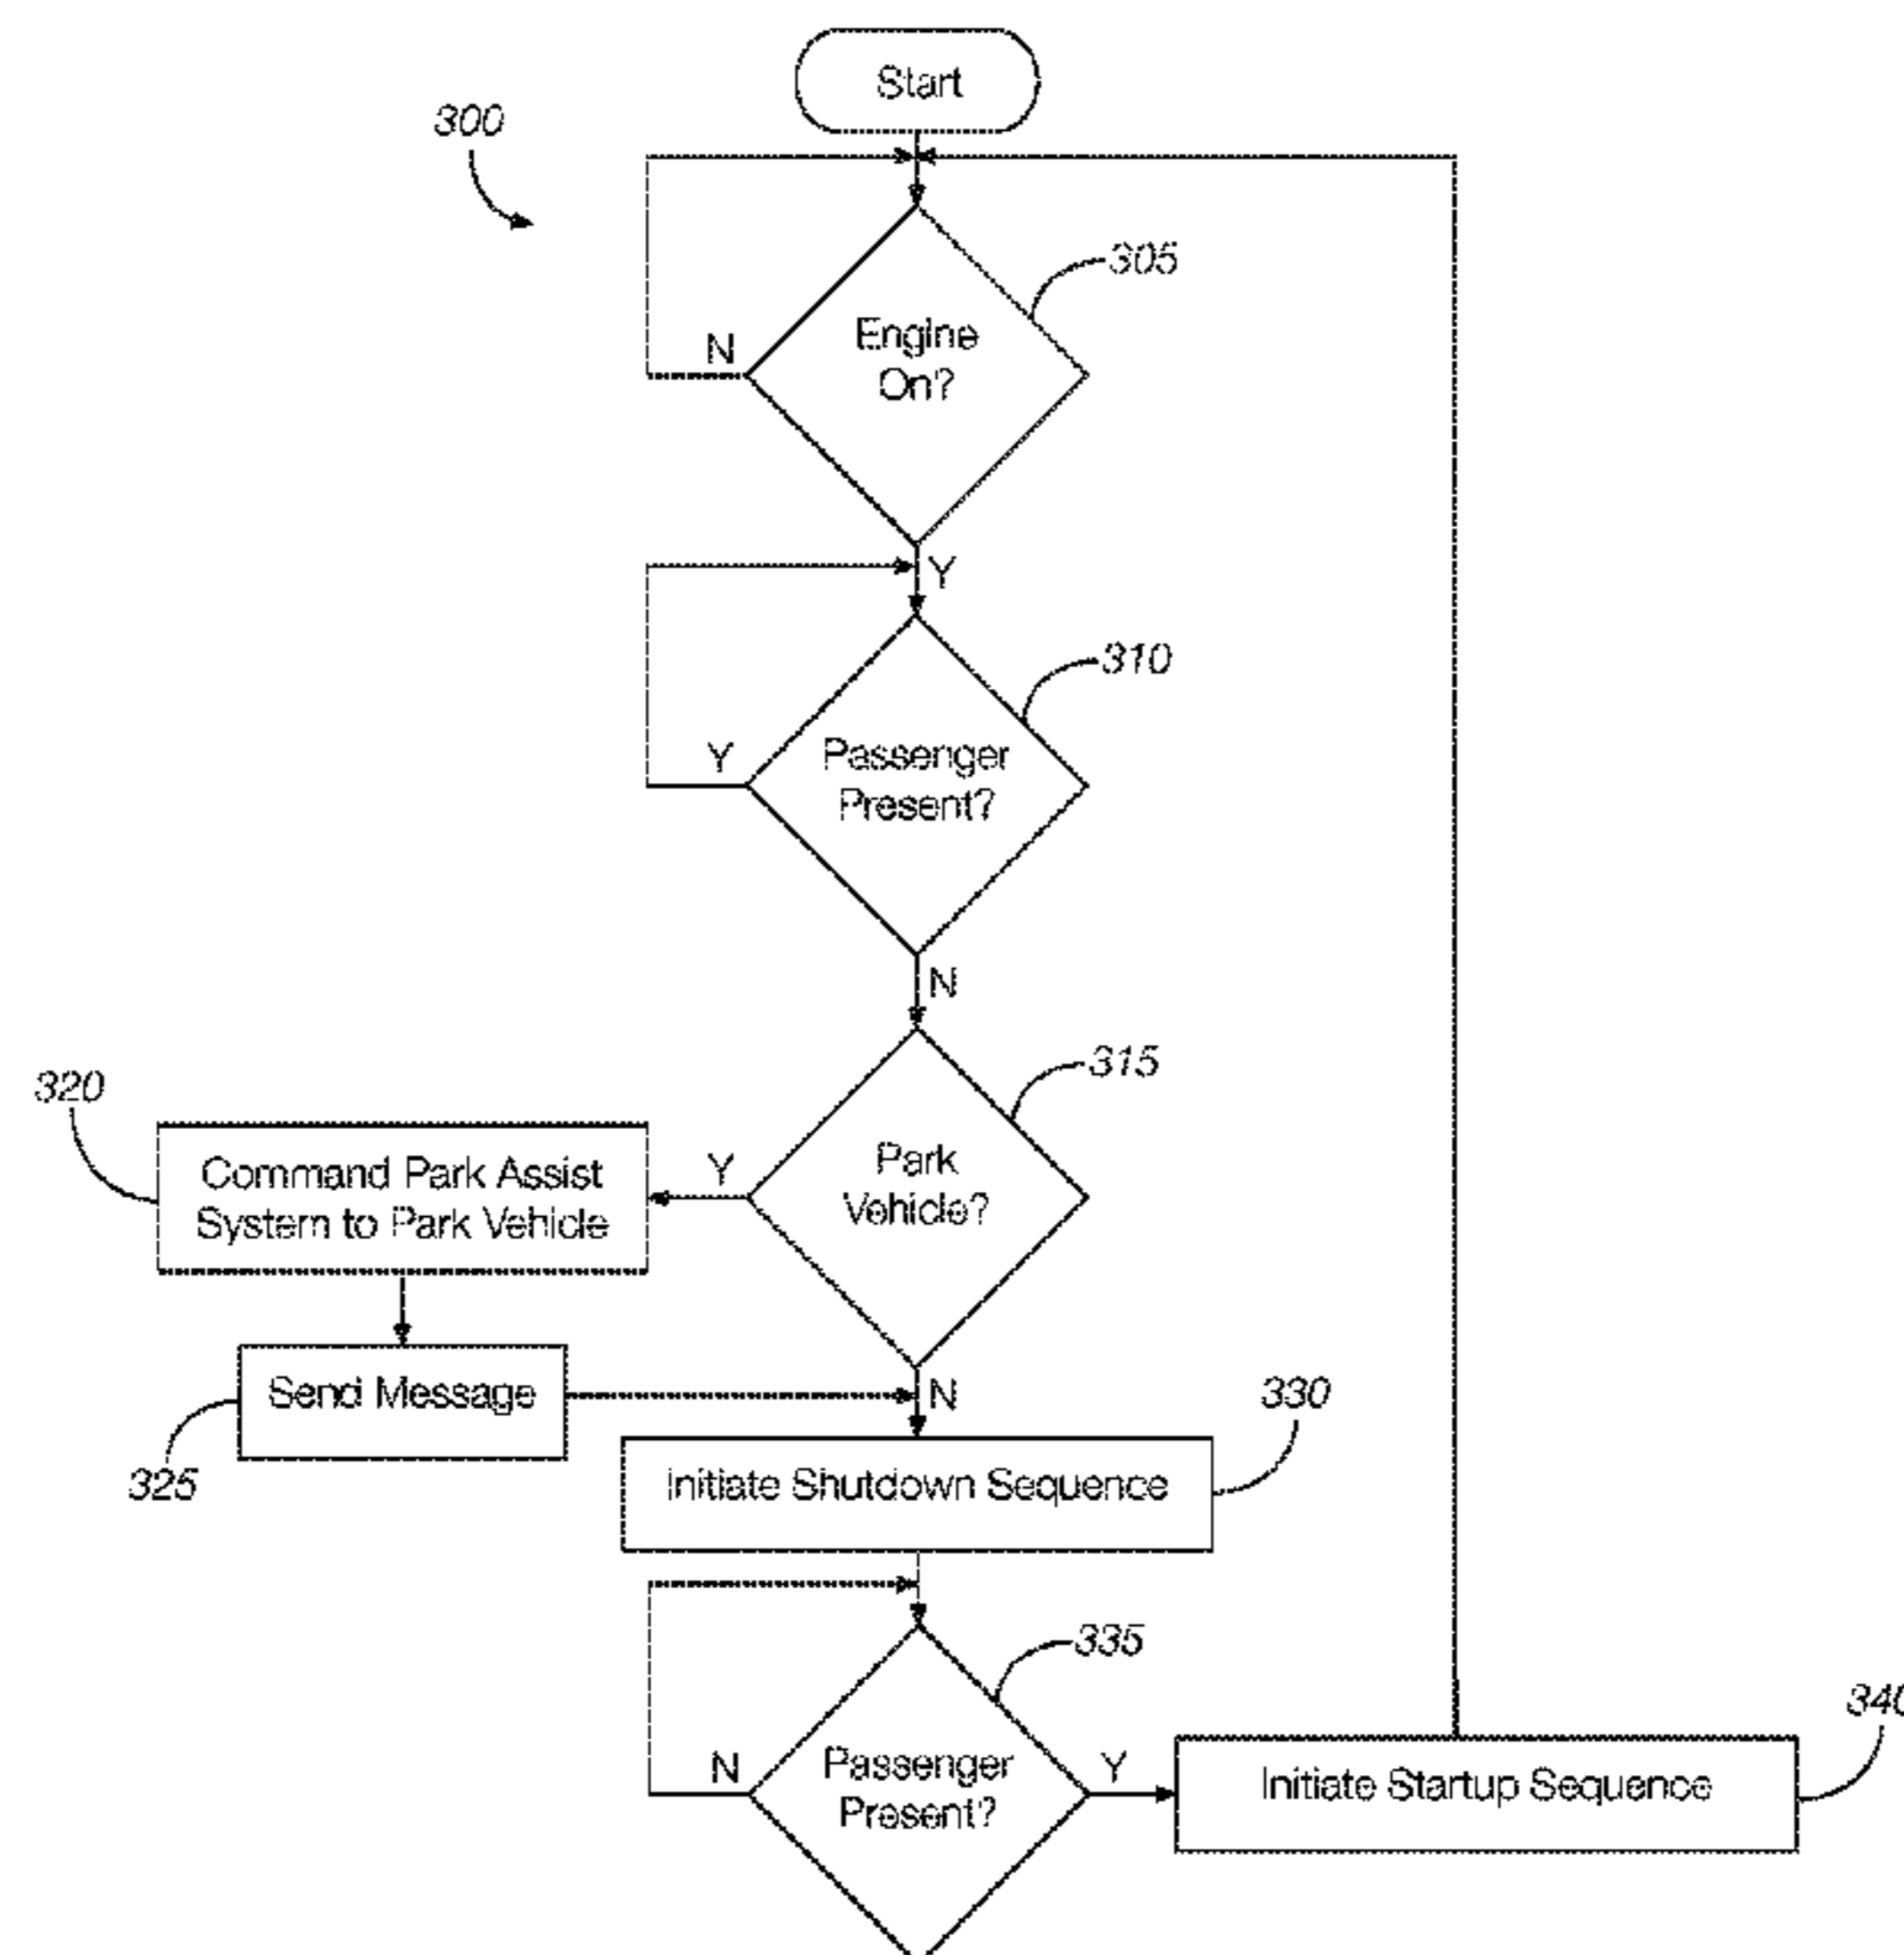 Start
300
305
Engine
On?
N
Y
310
Passenger
Present?
Y
N
315
Park
Vehicle?
Y
320
Command Park Assist
System to Park Vehicle
Send Message
325
N
330
Initiate Shutdown Sequence
335
Passenger
Present?
N
Y
340
Initiate Startup Sequence